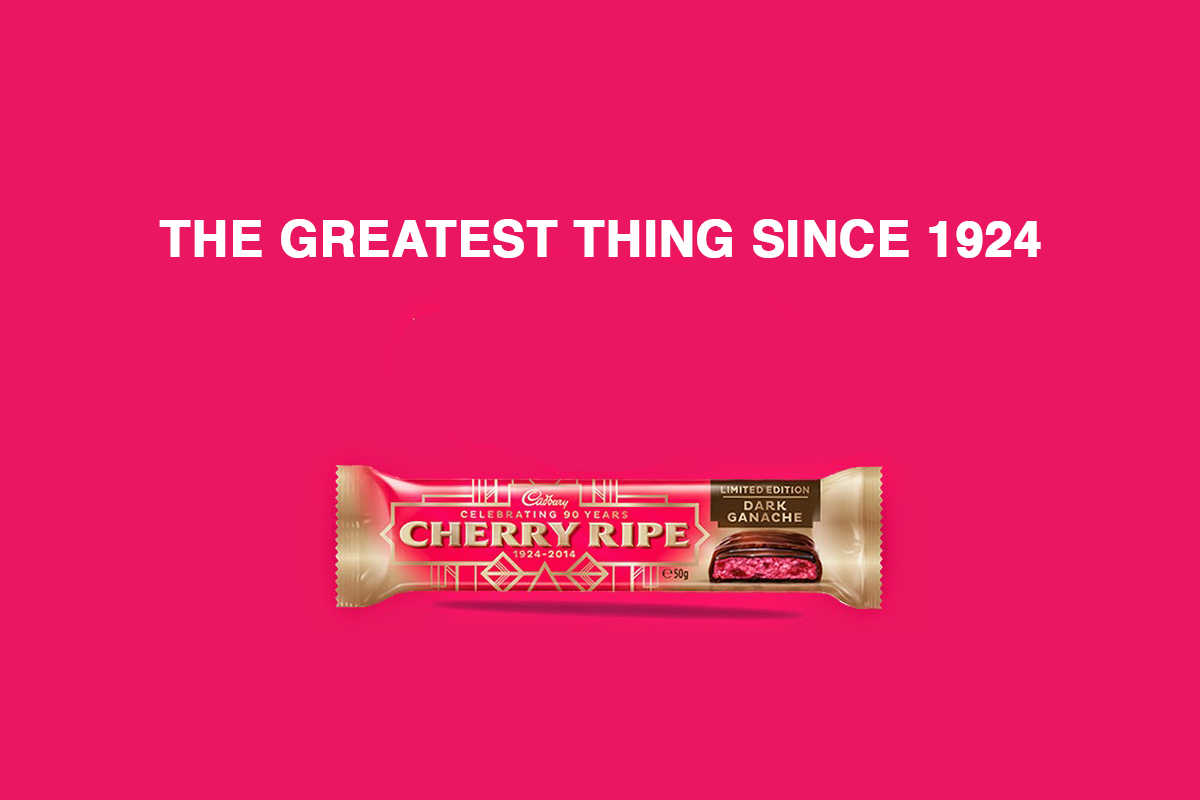 THE GREATEST THING SINCE 1924
Cadbury
CELEBRATING 90 YEARS
CHERRY RIPE
1924-2014
LIMITED EDITION
DARK
GANACHE
℮ 50g